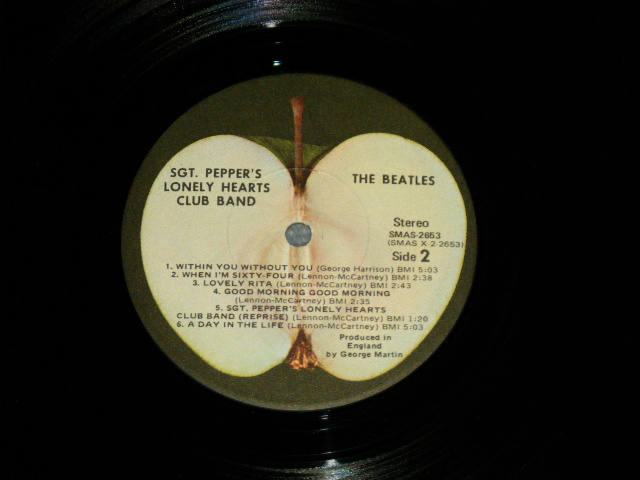 SGT. PEPPER'S
LONELY HEARTS
CLUB BAND
THE BEATLES
Stereo
SMAS-2653
(SMAS X-2-2653)
Side 2
1. WITHIN YOU WITHOUT YOU (George Harrison) BMI 5:03
2. WHEN I'M SIXTY-FOUR (Lennon-McCartney) BMI 2:38
3. LOVELY RITA (Lennon-McCartney) BMI 2:43
4. GOOD MORNING GOOD MORNING
(Lennon-McCartney) BMI 2:35
5. SGT. PEPPER'S LONELY HEARTS
CLUB BAND (REPRISE) (Lennon-McCartney) BMI 1:20
6. A DAY IN THE LIFE (Lennon-McCartney) BMI 5:03
Produced in
England
by George Martin